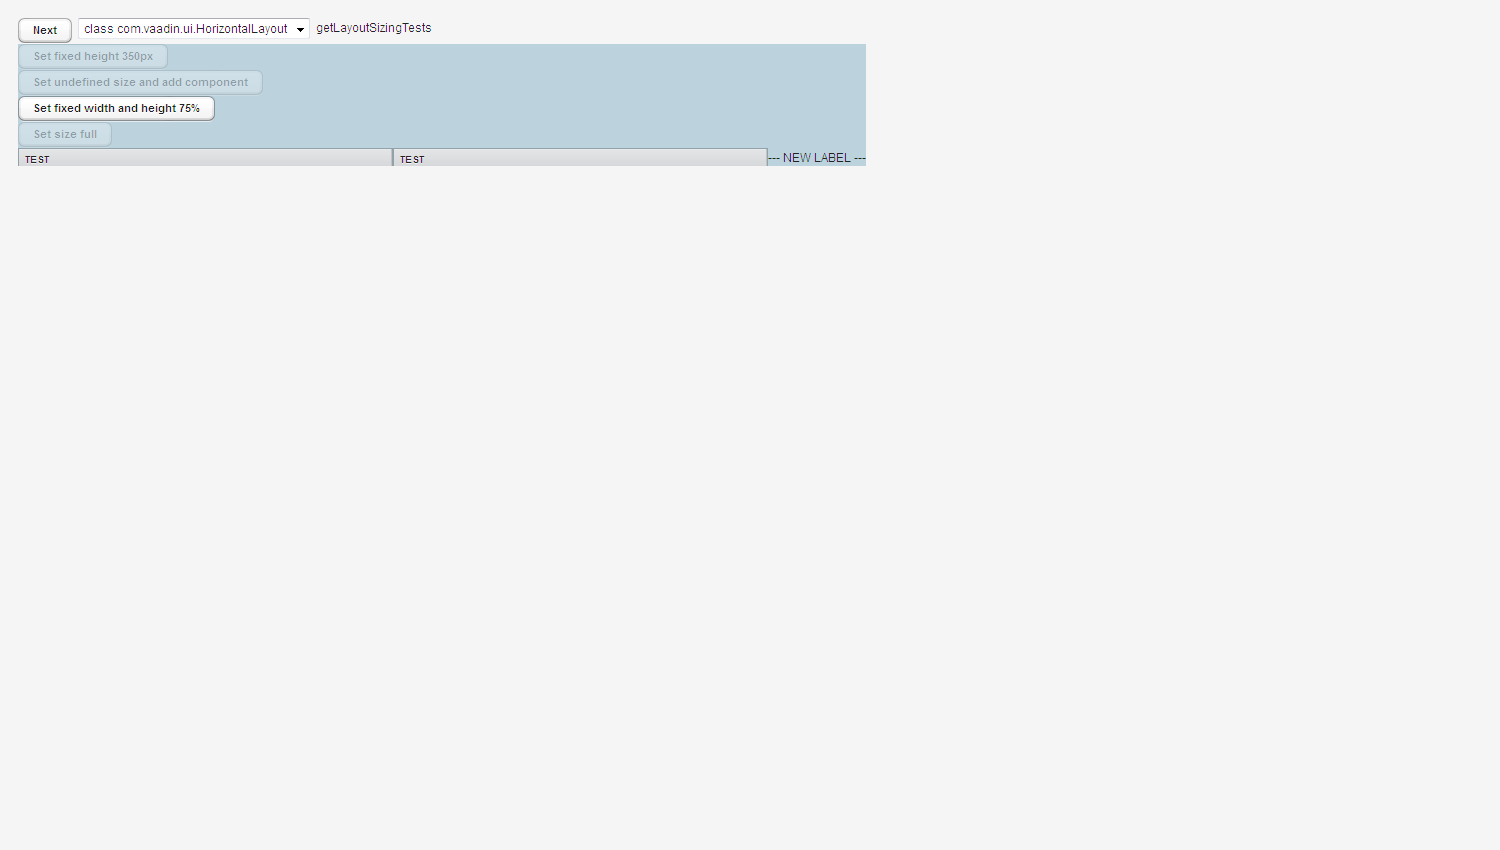 Next class com.vaadin.ui.HorizontalLayout getLayoutSizingTests
Set fixed height 350px
Set undefined size and add component
Set fixed width and height 75%
Set size full
TEST TEST --- NEW LABEL ---